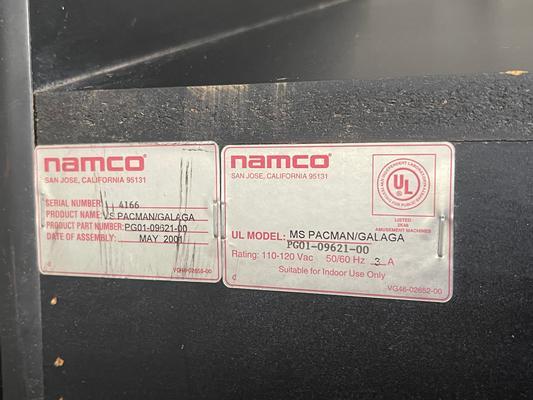 namco®
SAN JOSE, CALIFORNIA 95131
SERIAL NUMBER: 4166
PRODUCT NAME: MS PACMAN/GALAGA
PRODUCT PART NUMBER: PG01-09621-00
DATE OF ASSEMBLY: MAY 2001
VG46-02658-00
namco®
SAN JOSE, CALIFORNIA 95131
UL
LISTED
2K48
AMUSEMENT MACHINES
UL MODEL: MS PACMAN/GALAGA
PG01-09621-00
Rating: 110-120 Vac 50/60 Hz 3 A
Suitable for Indoor Use Only
VG46-02652-00